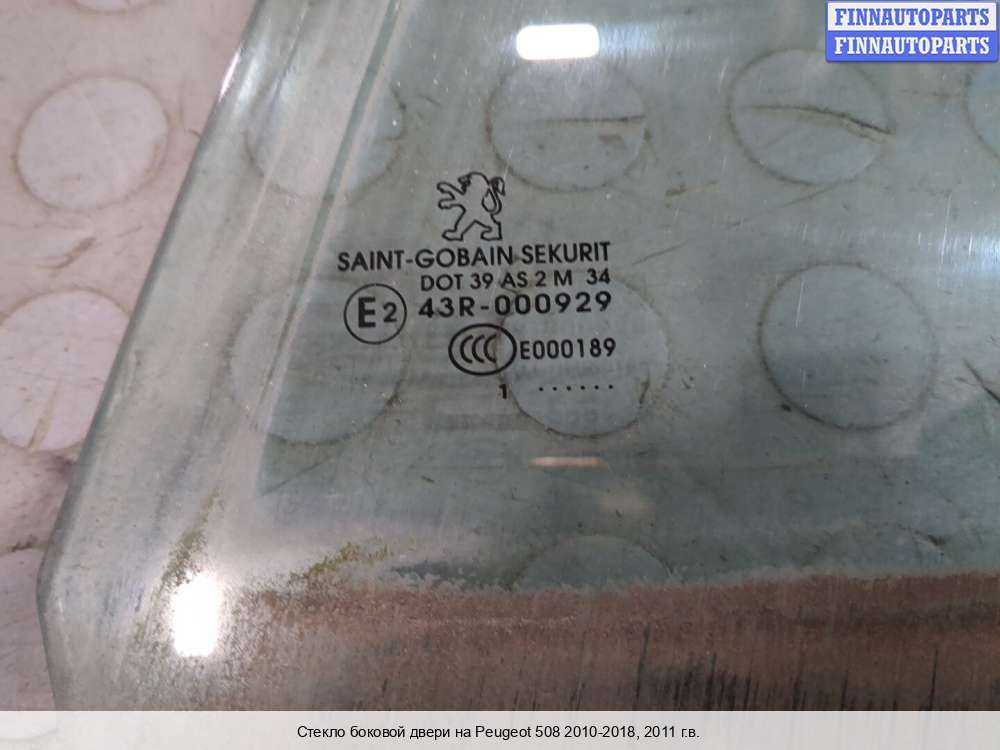 FINNAUTOPARTS
FINNAUTOPARTS
SAINT-GOBAIN SEKURIT
DOT 39 AS 2 M 34
E2 43R-000929
CCC E000189
1 ......
Стекло боковой двери на Peugeot 508 2010-2018, 2011 г.в.